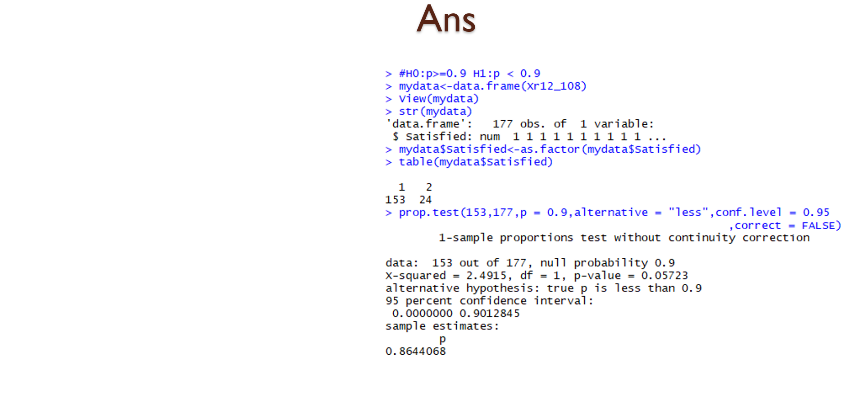 Ans
> #H0:p>=0.9 H1:p < 0.9
> mydata<-data.frame(Xr12_108)
> View(mydata)
> str(mydata)
'data.frame':   177 obs. of  1 variable:
 $ Satisfied: num  1 1 1 1 1 1 1 1 1 1 ...
> mydata$Satisfied<-as.factor(mydata$Satisfied)
> table(mydata$Satisfied)
  1   2
153  24
> prop.test(153,177,p = 0.9,alternative = "less",conf.level = 0.95
,correct = FALSE)
        1-sample proportions test without continuity correction
data:  153 out of 177, null probability 0.9
X-squared = 2.4915, df = 1, p-value = 0.05723
alternative hypothesis: true p is less than 0.9
95 percent confidence interval:
 0.0000000 0.9012845
sample estimates:
        p
0.8644068